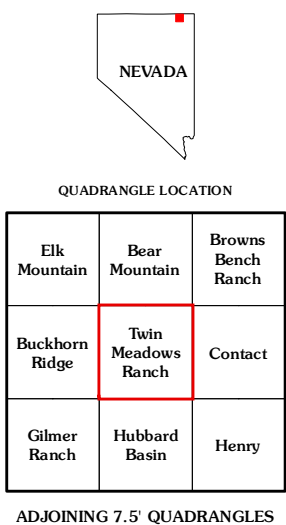 NEVADA
QUADRANGLE LOCATION
Elk
Mountain
Bear
Mountain
Browns
Bench
Ranch
Buckhorn
Ridge
Twin
Meadows
Ranch
Contact
Gilmer
Ranch
Hubbard
Basin
Henry
ADJOINING 7.5' QUADRANGLES